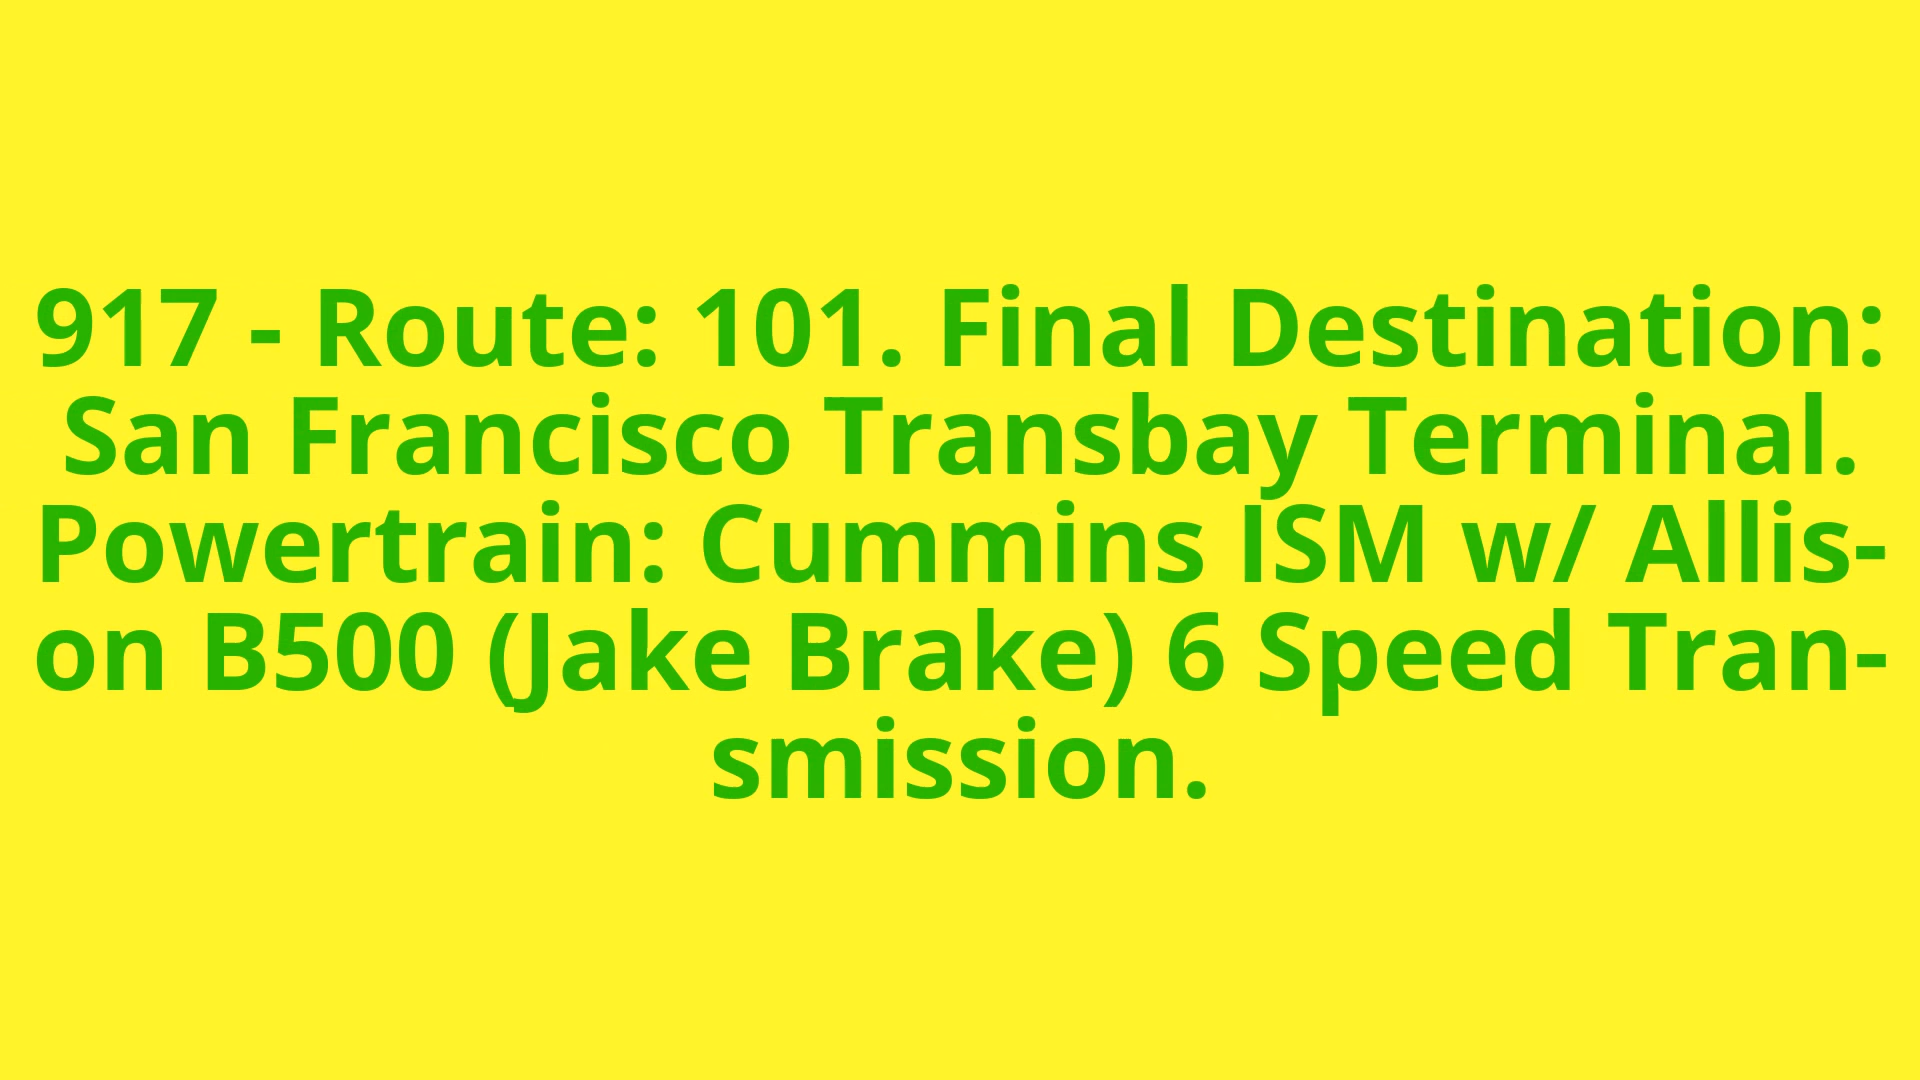 917 - Route: 101. Final Destination:
San Francisco Transbay Terminal.
Powertrain: Cummins ISM w/ Allis-
on B500 (Jake Brake) 6 Speed Tran-
smission.